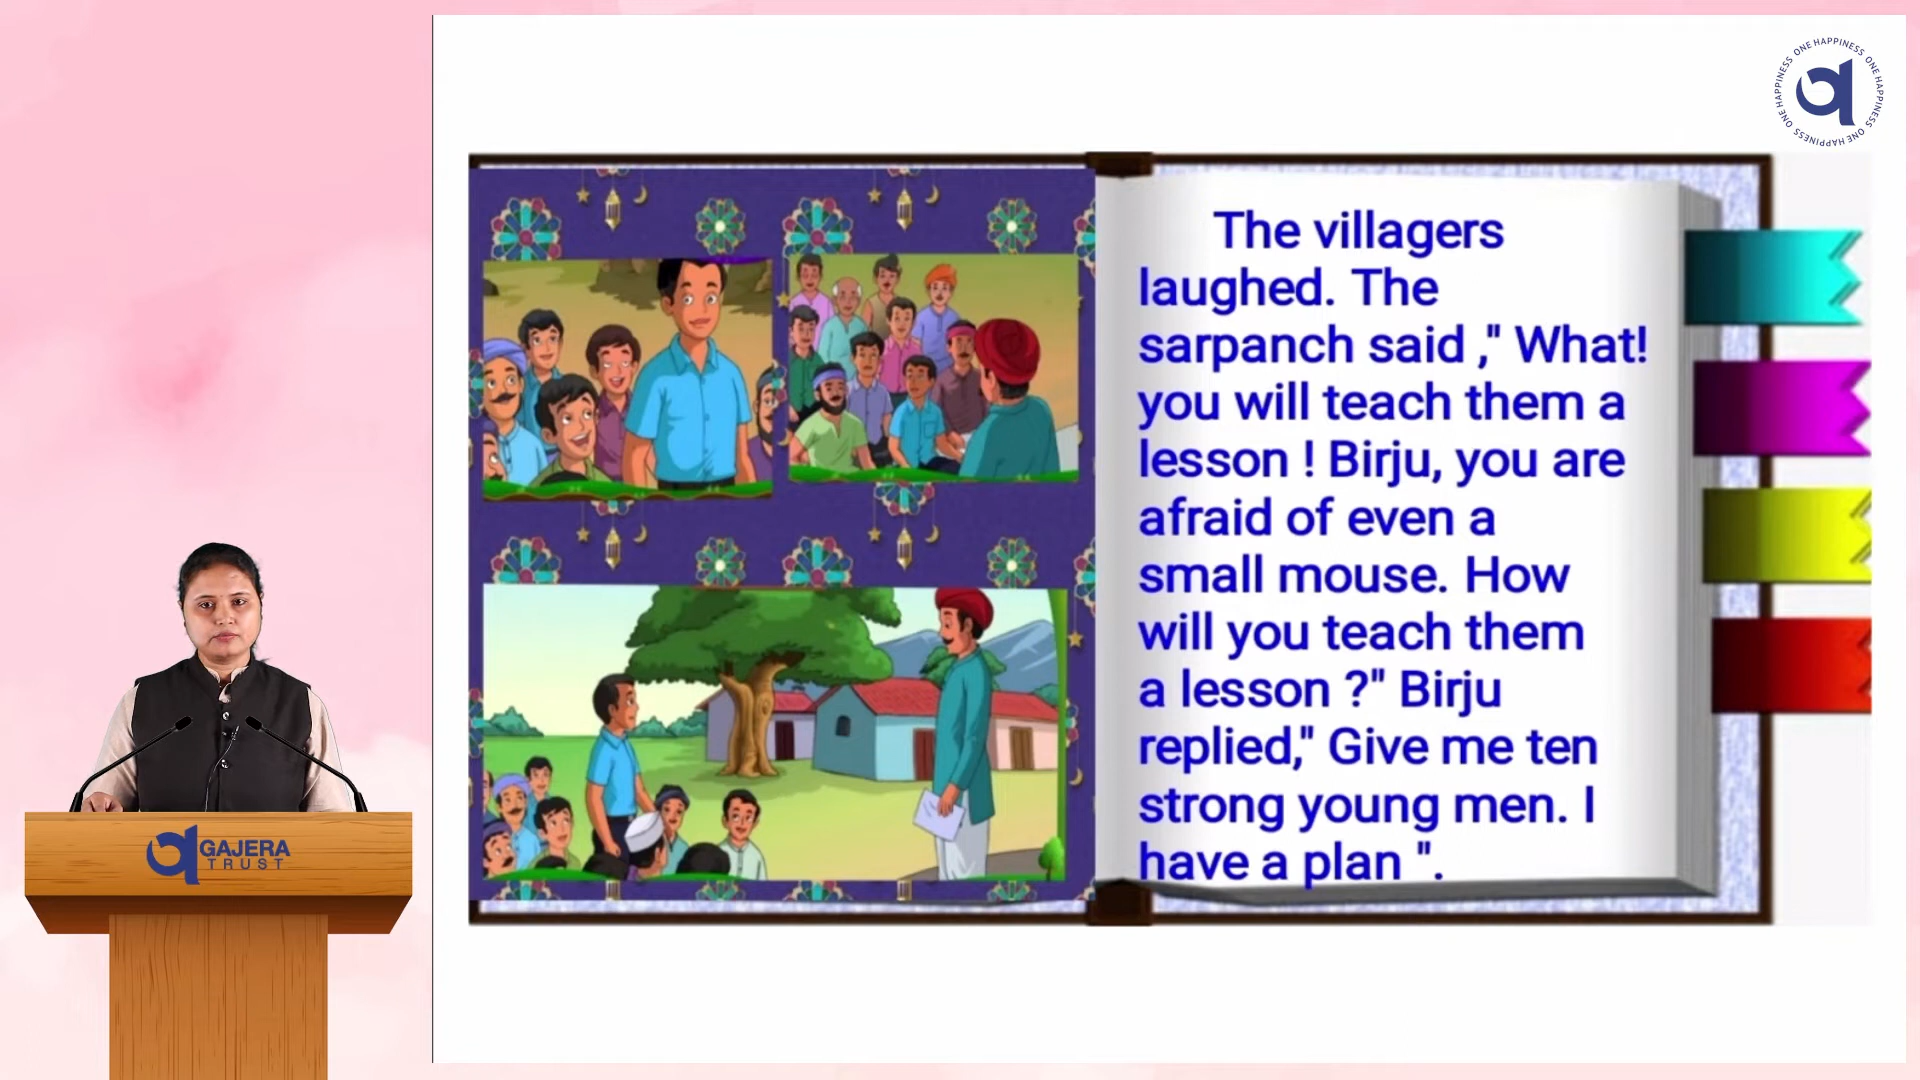 ONE HAPPINESS ONE HAPPINESS ONE HAPPINESS ONE HAPPINESS
The villagers
laughed. The
sarpanch said ," What!
you will teach them a
lesson ! Birju, you are
afraid of even a
small mouse. How
will you teach them
a lesson ?" Birju
replied," Give me ten
strong young men. I
have a plan ".
GAJERA
TRUST